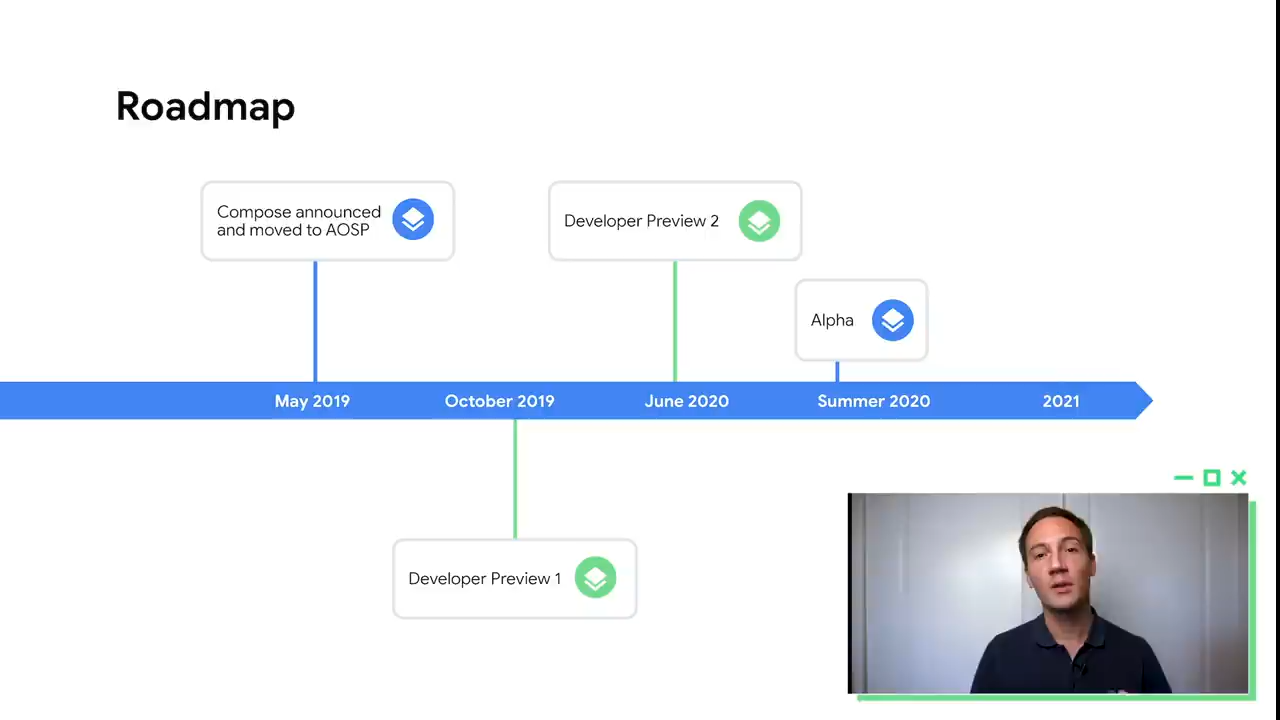 Roadmap
Compose announced
and moved to AOSP
Developer Preview 2
Alpha
May 2019
October 2019
June 2020
Summer 2020
2021
Developer Preview 1